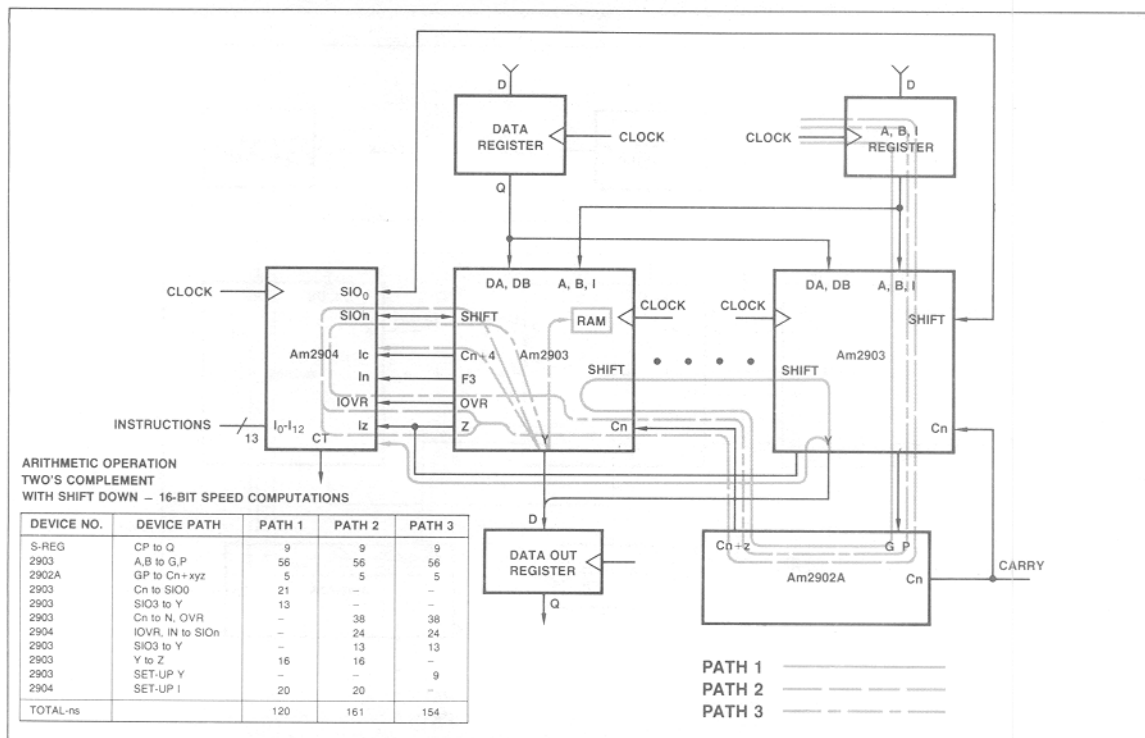 D
D
DATA
REGISTER
CLOCK
CLOCK
A, B, I
REGISTER
Q
CLOCK
SIO0
SIOn
Am2904
Ic
In
IOVR
Iz
INSTRUCTIONS
13
I0-I12
CT
DA, DB
A, B, I
SHIFT
RAM
CLOCK
Cn+4
Am2903
F3
SHIFT
OVR
Z
Y
Cn
CLOCK
DA, DB
A, B, I
SHIFT
Am2903
SHIFT
Cn
Y
ARITHMETIC OPERATION
TWO'S COMPLEMENT
WITH SHIFT DOWN – 16-BIT SPEED COMPUTATIONS
DEVICE NO. DEVICE PATH PATH 1 PATH 2 PATH 3
S-REG CP to Q 9 9 9
2903 A,B to G,P 56 56 56
2902A GP to Cn+xyz 5 5 5
2903 Cn to SIO0 21 – –
2903 SIO3 to Y 13 – –
2903 Cn to N, OVR – 38 38
2904 IOVR, IN to SIOn – 24 24
2903 SIO3 to Y – 13 13
2903 Y to Z 16 16 –
2903 SET-UP Y – – 9
2904 SET-UP I 20 20 –
TOTAL-ns 120 161 154
D
DATA OUT
REGISTER
Q
Cn+z
G P
Am2902A
Cn
CARRY
PATH 1
PATH 2
PATH 3